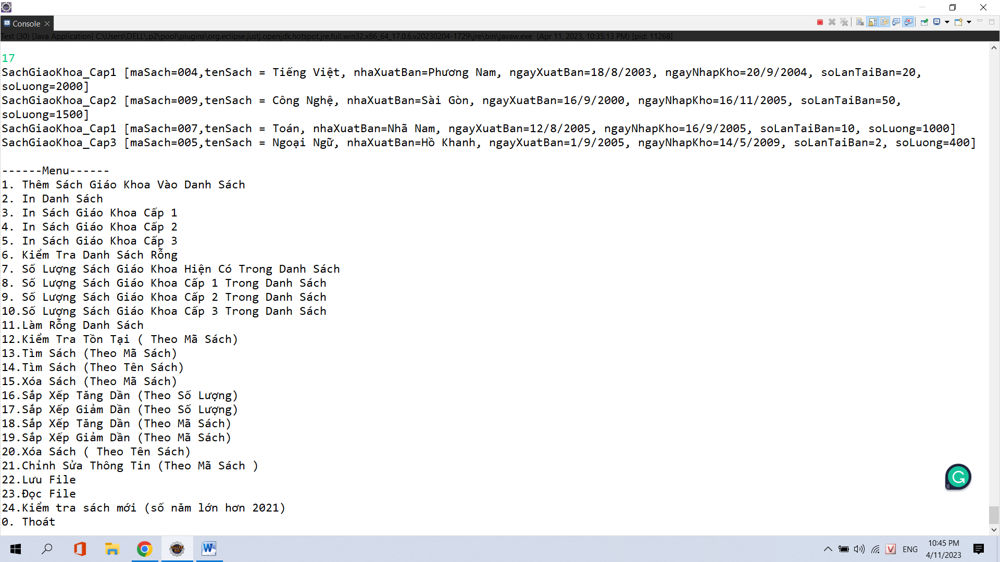 Console
Test (30) [Java Application] C:\Users\DELL\.p2\pool\plugins\org.eclipse.justj.openjdk.hotspot.jre.full.win32.x86_64_17.0.6.v20230204-1729\jre\bin\javaw.exe (Apr 11, 2023, 10:35:13 PM) [pid: 11268]
17
SachGiaoKhoa_Cap1 [maSach=004,tenSach = Tiếng Việt, nhaXuatBan=Phương Nam, ngayXuatBan=18/8/2003, ngayNhapKho=20/9/2004, soLanTaiBan=20,
soLuong=2000]
SachGiaoKhoa_Cap2 [maSach=009,tenSach = Công Nghệ, nhaXuatBan=Sài Gòn, ngayXuatBan=16/9/2000, ngayNhapKho=16/11/2005, soLanTaiBan=50,
soLuong=1500]
SachGiaoKhoa_Cap1 [maSach=007,tenSach = Toán, nhaXuatBan=Nhã Nam, ngayXuatBan=12/8/2005, ngayNhapKho=16/9/2005, soLanTaiBan=10, soLuong=1000]
SachGiaoKhoa_Cap3 [maSach=005,tenSach = Ngoại Ngữ, nhaXuatBan=Hồ Khanh, ngayXuatBan=1/9/2005, ngayNhapKho=14/5/2009, soLanTaiBan=2, soLuong=400]
------Menu------
1. Thêm Sách Giáo Khoa Vào Danh Sách
2. In Danh Sách
3. In Sách Giáo Khoa Cấp 1
4. In Sách Giáo Khoa Cấp 2
5. In Sách Giáo Khoa Cấp 3
6. Kiểm Tra Danh Sách Rỗng
7. Số Lượng Sách Giáo Khoa Hiện Có Trong Danh Sách
8. Số Lượng Sách Giáo Khoa Cấp 1 Trong Danh Sách
9. Số Lượng Sách Giáo Khoa Cấp 2 Trong Danh Sách
10.Số Lượng Sách Giáo Khoa Cấp 3 Trong Danh Sách
11.Làm Rỗng Danh Sách
12.Kiểm Tra Tồn Tại ( Theo Mã Sách)
13.Tìm Sách (Theo Mã Sách)
14.Tìm Sách (Theo Tên Sách)
15.Xóa Sách (Theo Mã Sách)
16.Sắp Xếp Tăng Dần (Theo Số Lượng)
17.Sắp Xếp Giảm Dần (Theo Số Lượng)
18.Sắp Xếp Tăng Dần (Theo Mã Sách)
19.Sắp Xếp Giảm Dần (Theo Mã Sách)
20.Xóa Sách ( Theo Tên Sách)
21.Chỉnh Sửa Thông Tin (Theo Mã Sách )
22.Lưu File
23.Đọc File
24.Kiểm tra sách mới (số năm lớn hơn 2021)
0. Thoát
ENG
10:45 PM
4/11/2023